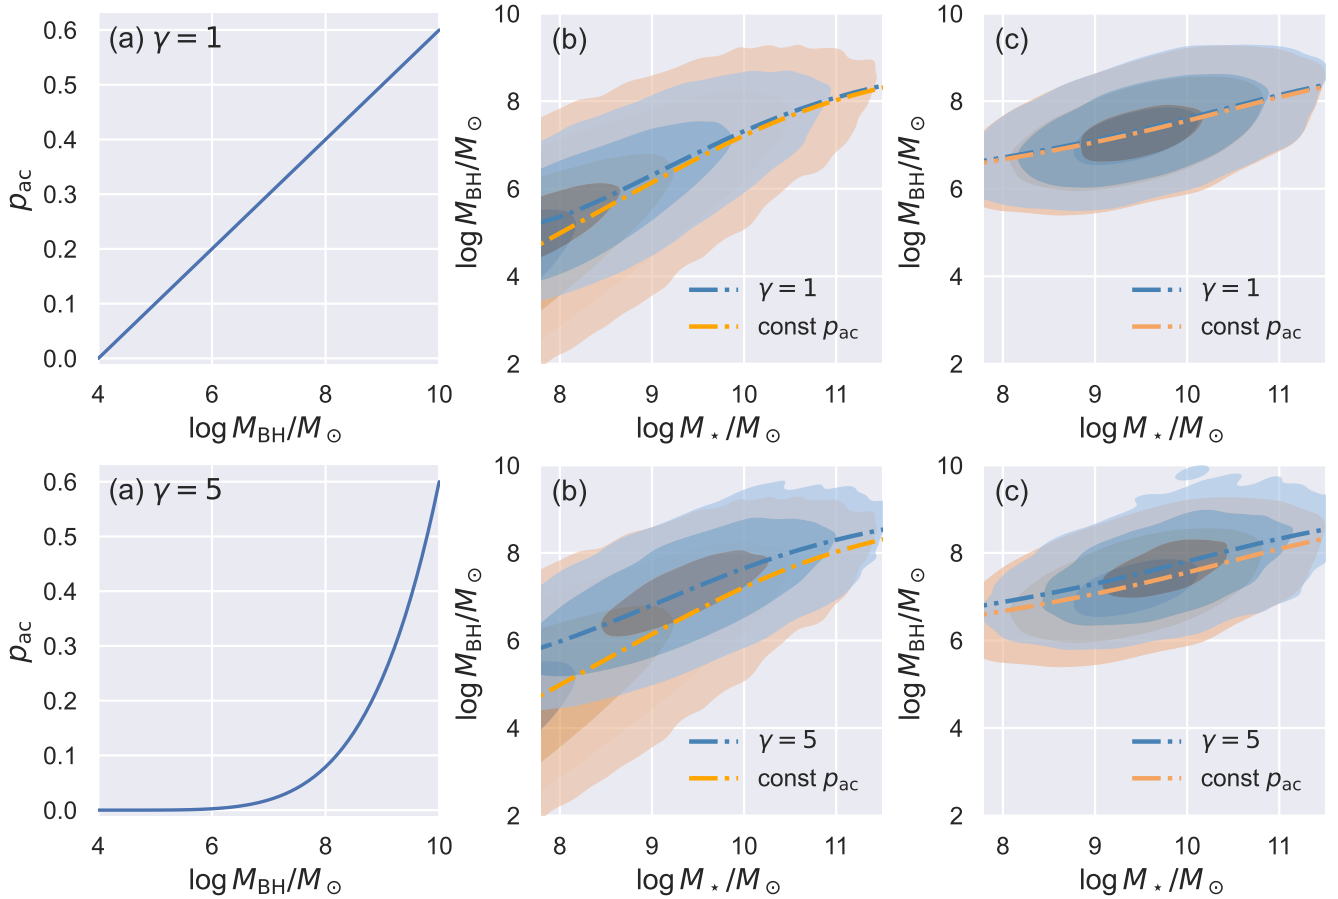 (a) γ = 1
p_ac
0.6
0.5
0.4
0.3
0.2
0.1
0.0
4 6 8 10
log M_BH/M_⊙
(b)
log M_BH/M_⊙
10
8
6
4
2
γ = 1
const p_ac
8 9 10 11
log M_⋆/M_⊙
(c)
log M_BH/M_⊙
10
8
6
4
2
γ = 1
const p_ac
8 9 10 11
log M_⋆/M_⊙
(a) γ = 5
p_ac
0.6
0.5
0.4
0.3
0.2
0.1
0.0
4 6 8 10
log M_BH/M_⊙
(b)
log M_BH/M_⊙
10
8
6
4
2
γ = 5
const p_ac
8 9 10 11
log M_⋆/M_⊙
(c)
log M_BH/M_⊙
10
8
6
4
2
γ = 5
const p_ac
8 9 10 11
log M_⋆/M_⊙